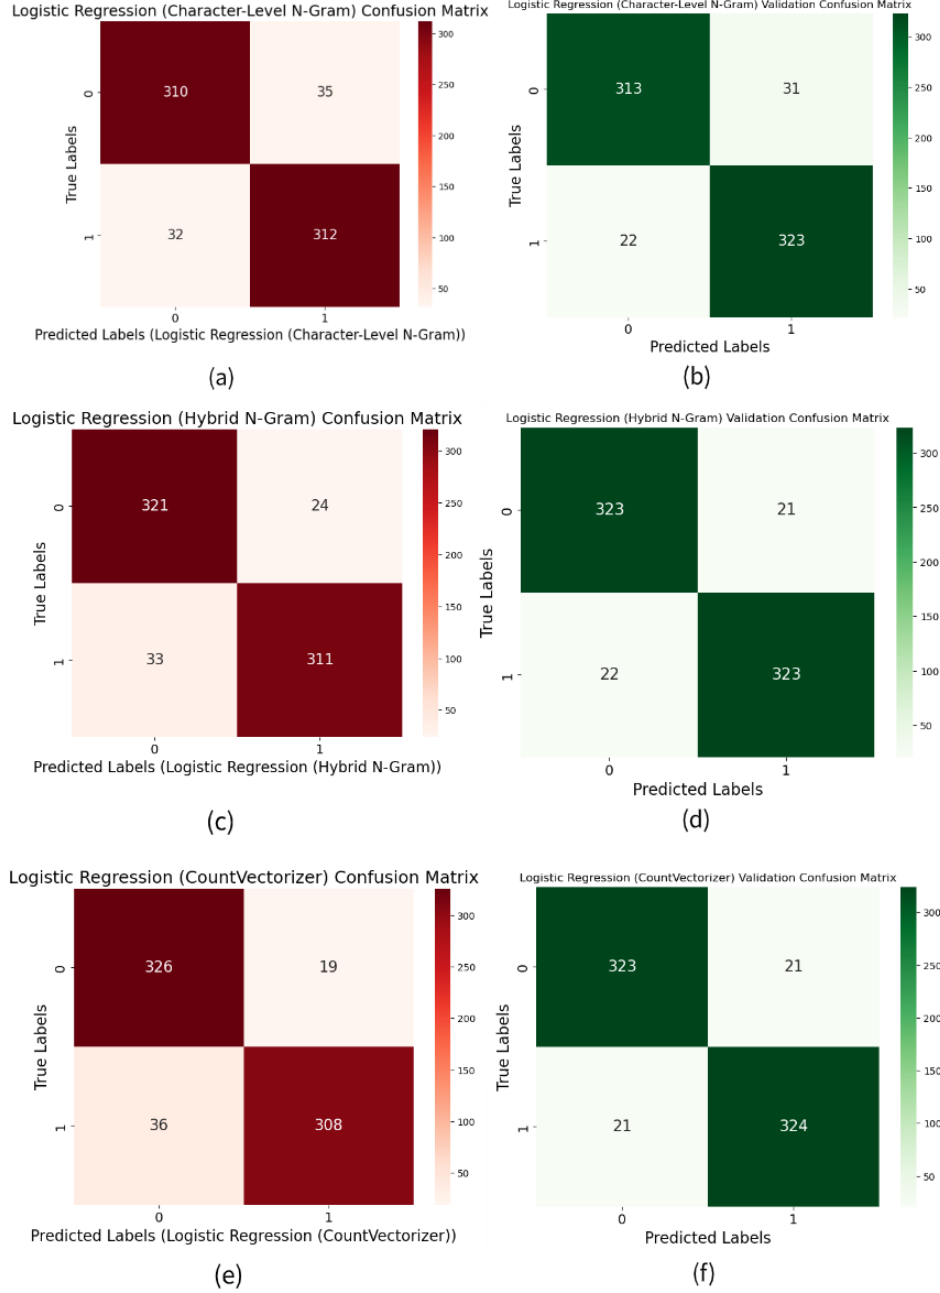 Logistic Regression (Character-Level N-Gram) Confusion Matrix
310 35
32 312
0
1
True Labels
0 1
Predicted Labels (Logistic Regression (Character-Level N-Gram))
300
250
200
150
100
50
(a)
Logistic Regression (Character-Level N-Gram) Validation Confusion Matrix
313 31
22 323
0
1
True Labels
0 1
Predicted Labels
300
250
200
150
100
50
(b)
Logistic Regression (Hybrid N-Gram) Confusion Matrix
321 24
33 311
0
1
True Labels
0 1
Predicted Labels (Logistic Regression (Hybrid N-Gram))
300
250
200
150
100
50
(c)
Logistic Regression (Hybrid N-Gram) Validation Confusion Matrix
323 21
22 323
0
1
True Labels
0 1
Predicted Labels
300
250
200
150
100
50
(d)
Logistic Regression (CountVectorizer) Confusion Matrix
326 19
36 308
0
1
True Labels
0 1
Predicted Labels (Logistic Regression (CountVectorizer))
300
250
200
150
100
50
(e)
Logistic Regression (CountVectorizer) Validation Confusion Matrix
323 21
21 324
0
1
True Labels
0 1
Predicted Labels
300
250
200
150
100
50
(f)